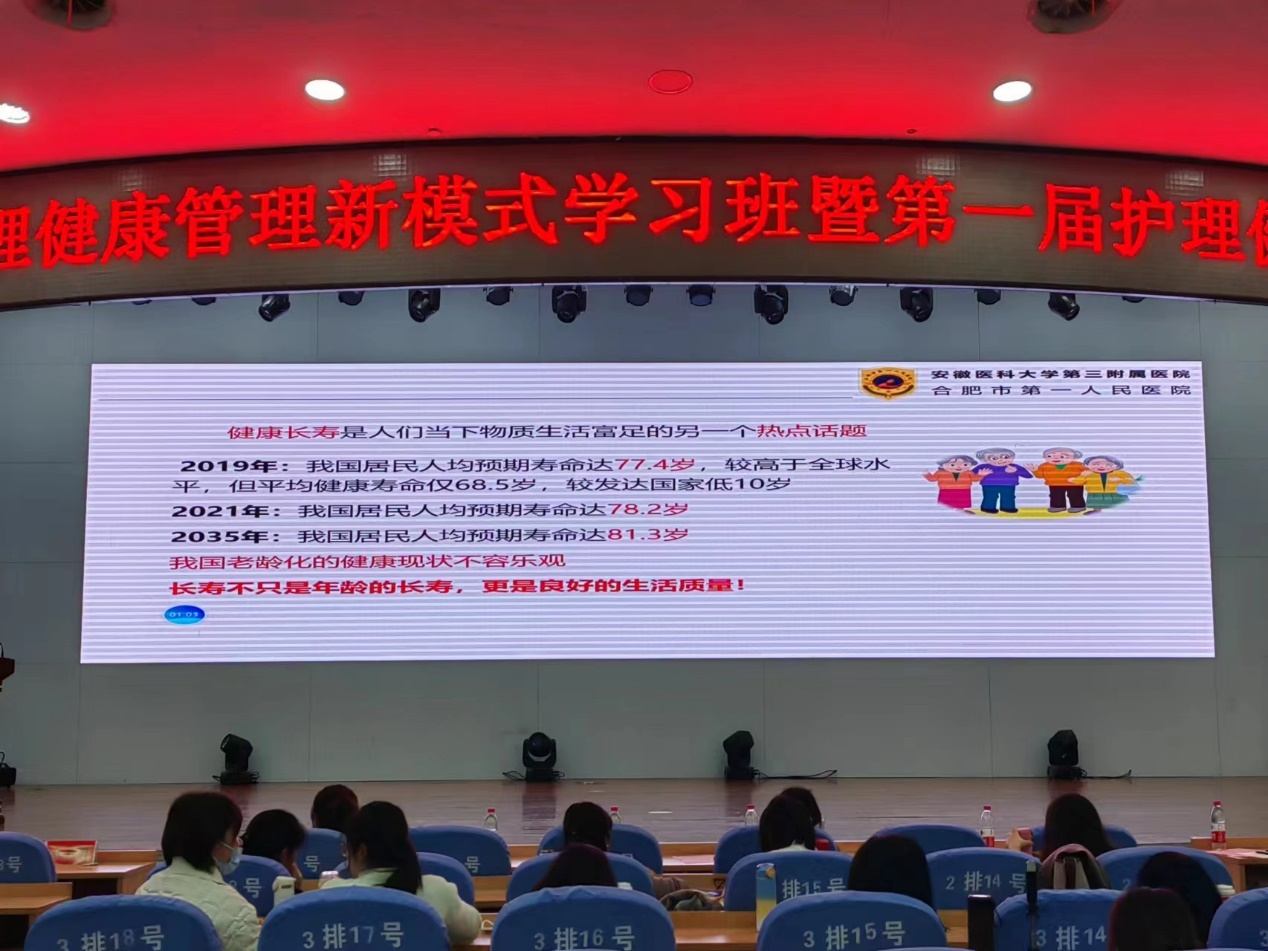 理健康管理新模式学习班暨第一届护理健
安徽医科大学第三附属医院
合肥市第一人民医院
健康长寿是人们当下物质生活富足的另一个热点话题
2019年：我国居民人均预期寿命达77.4岁，较高于全球水
平，但平均健康寿命仅68.5岁，较发达国家低10岁
2021年：我国居民人均预期寿命达78.2岁
2035年：我国居民人均预期寿命达81.3岁
我国老龄化的健康现状不容乐观
长寿不只是年龄的长寿，更是良好的生活质量！
01:03
号
号
号
号
排15号
2排14号
3排18号
3排17号
3排16号
3排15号
3排14号